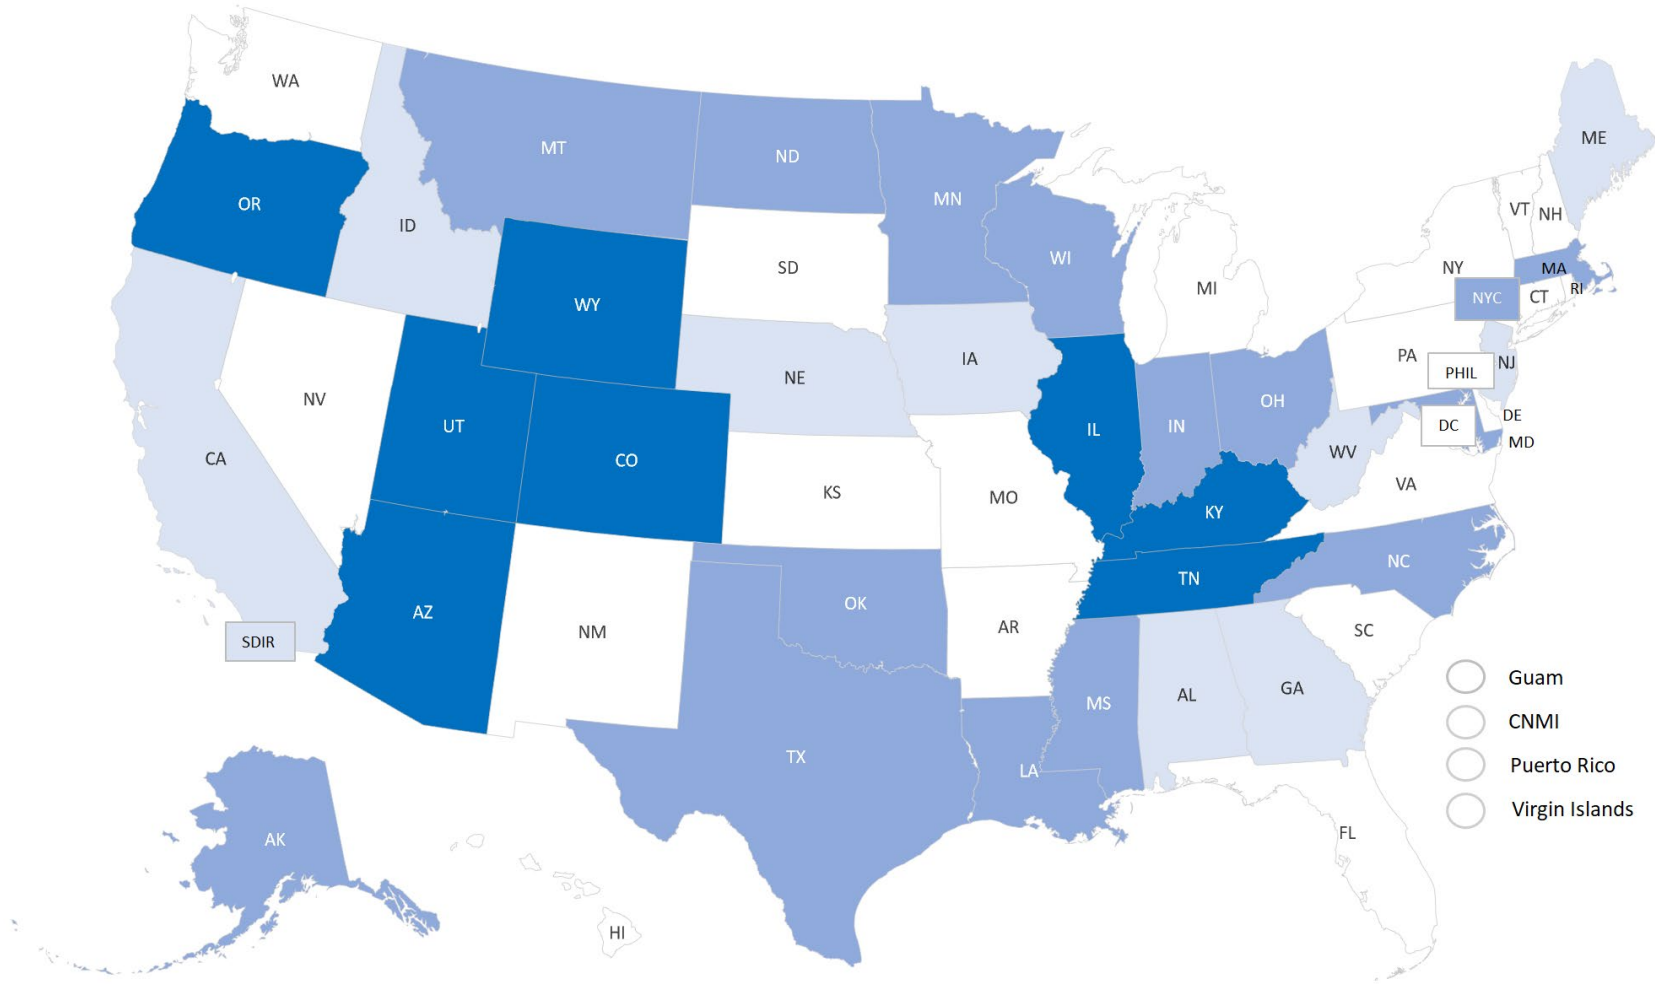 WA
MT
ND
ME
OR
ID
MN
VT
NH
SD
WI
NY
MA
MI
WY
NYC
CT
RI
IA
PA
NJ
NE
PHIL
NV
OH
UT
IL
IN
DC
DE
MD
CA
CO
WV
KS
MO
VA
KY
NC
TN
AZ
OK
NM
AR
SC
SDIR
Guam
AL
GA
MS
CNMI
TX
LA
Puerto Rico
Virgin Islands
AK
FL
HI